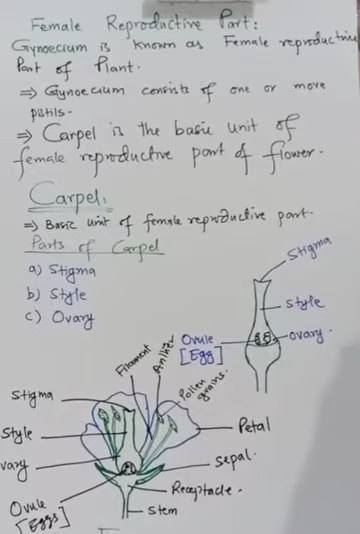 Female Reproductive Part:
Gynoecium is known as Female reproductive
Part of Plant.
⇒ Gynoecium consists of one or more
pistils.
⇒ Carpel is the basic unit of
female reproductive part of flower.
Carpel:
⇒ Basic unit of female reproductive part.
Parts of Carpel
a) Stigma
b) Style
c) Ovary
Stigma
Style
Ovary.
Ovule
[Egg]
Filament
Anther
Pollen
grains.
Stigma
Style
vary
Ovule
[Eggs]
Petal
Sepal.
Receptacle.
Stem